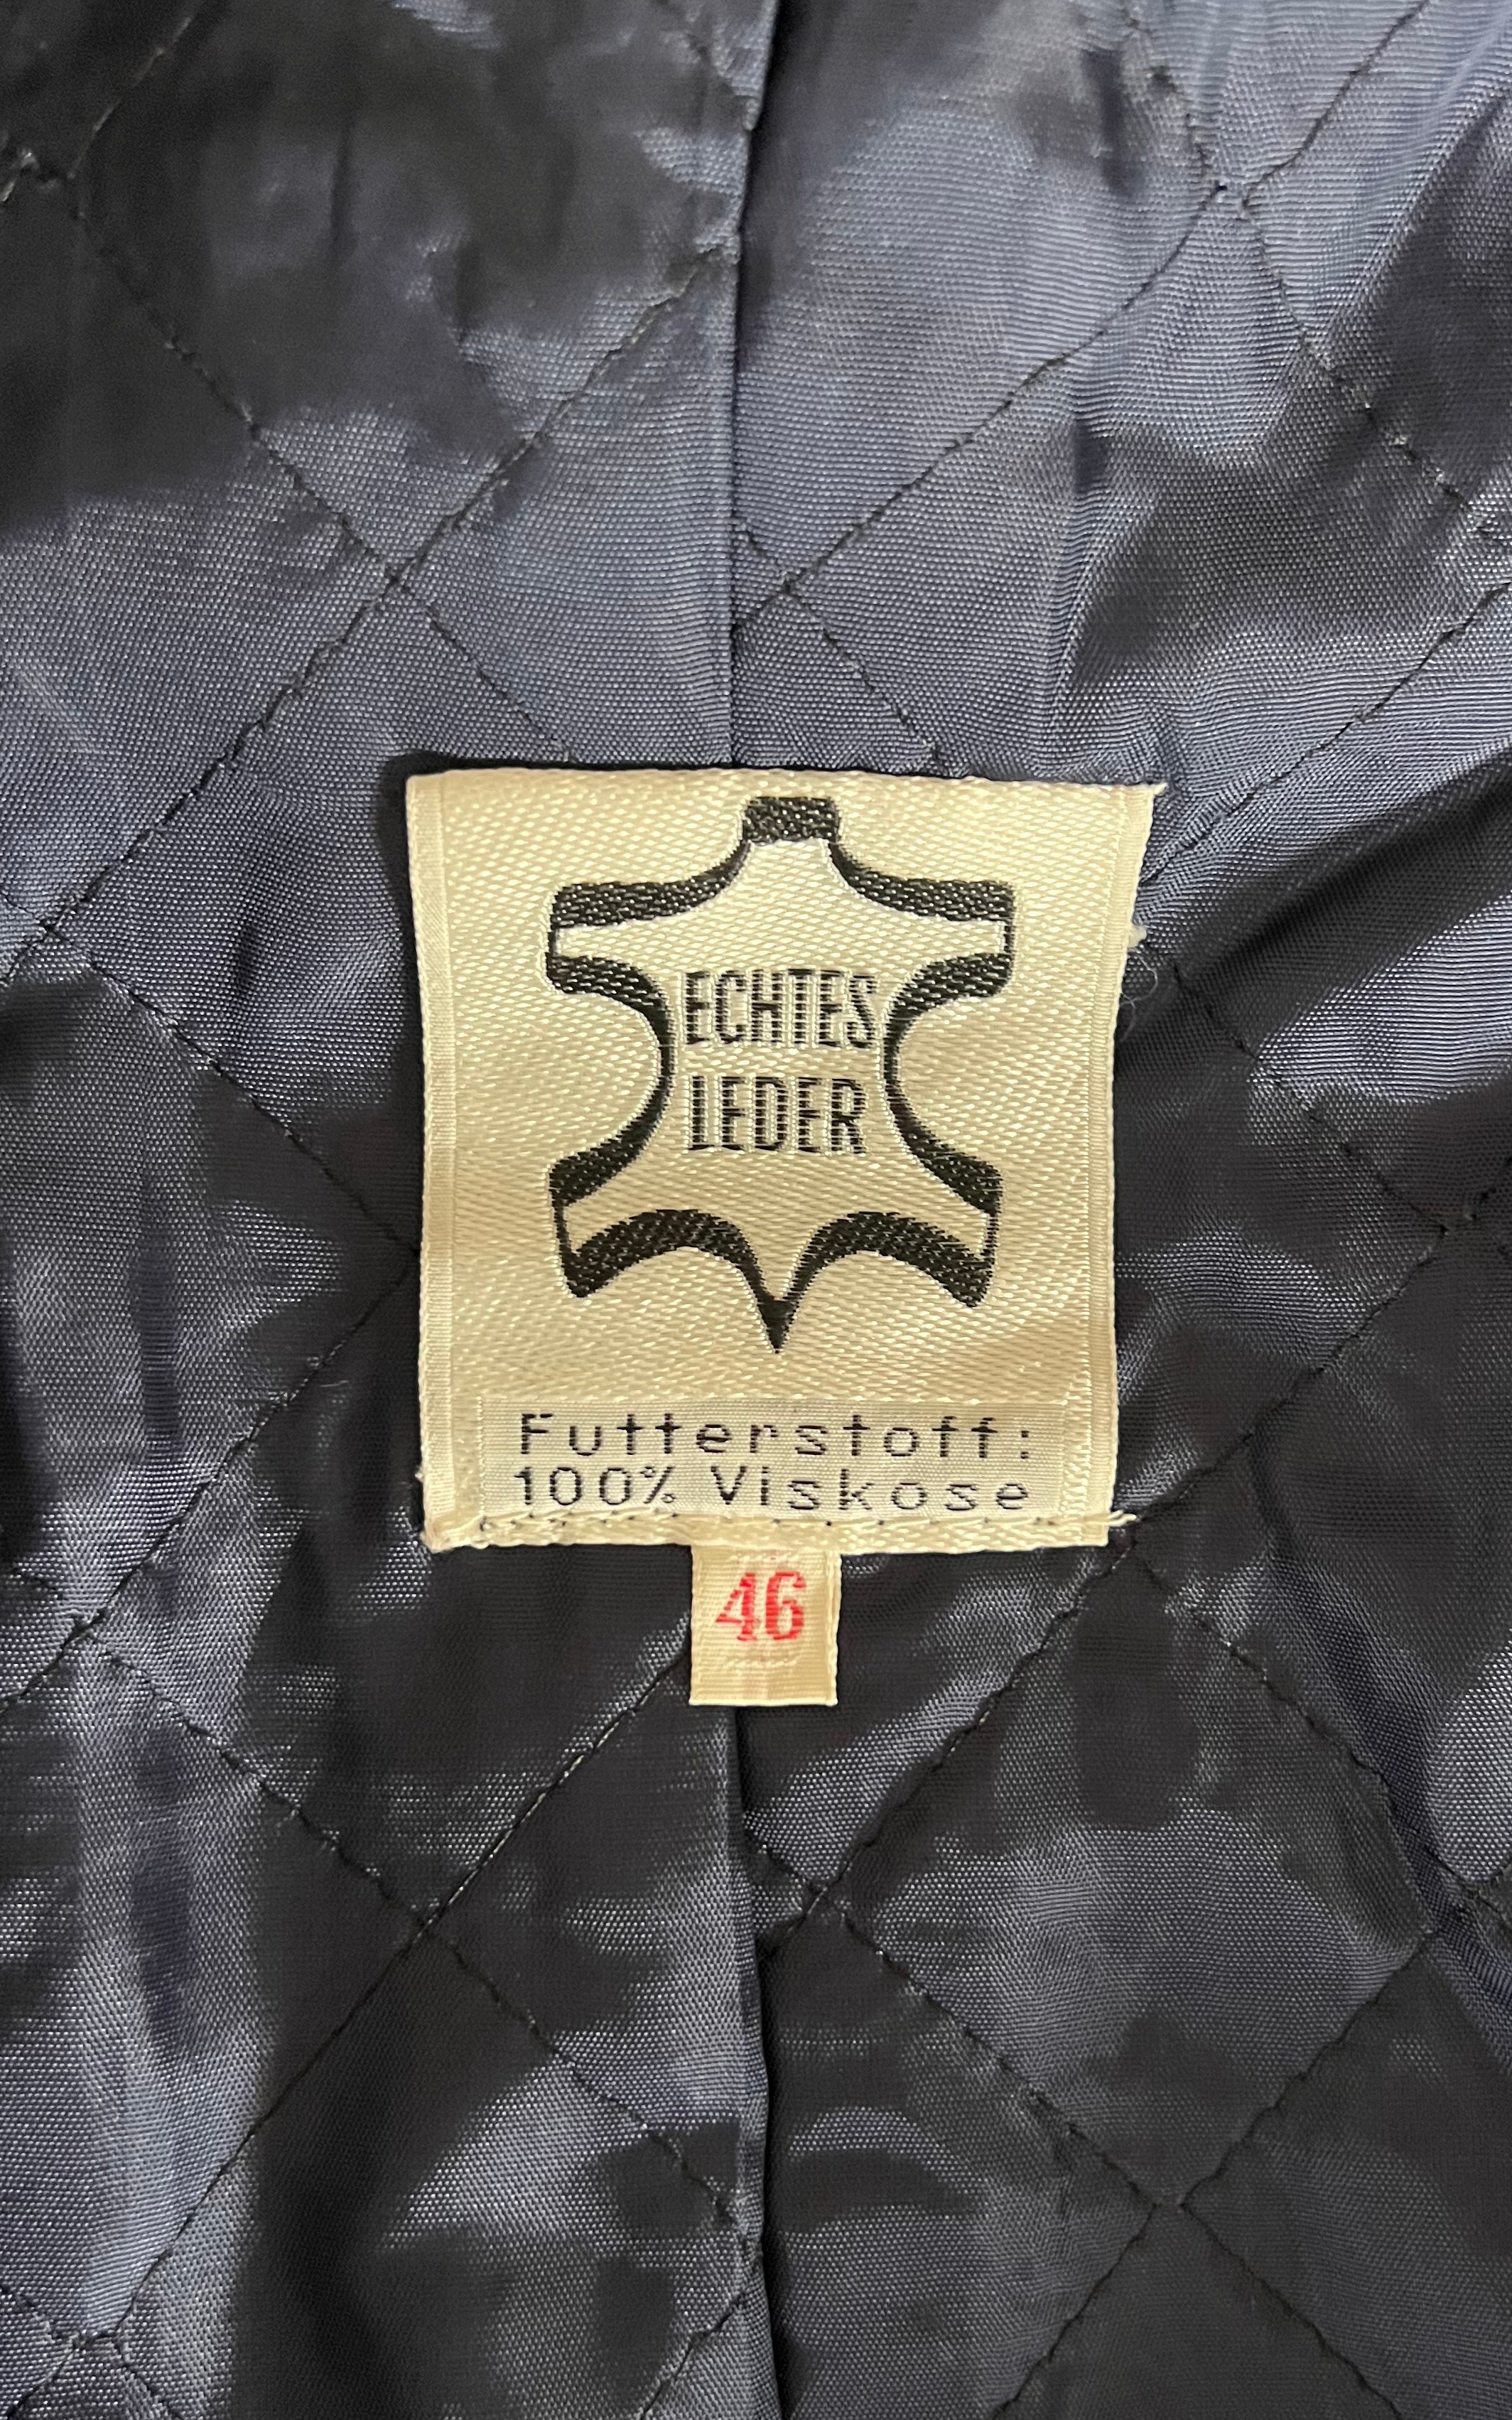 ECHTES
LEDER
Futterstoff:
100% Viskose
46